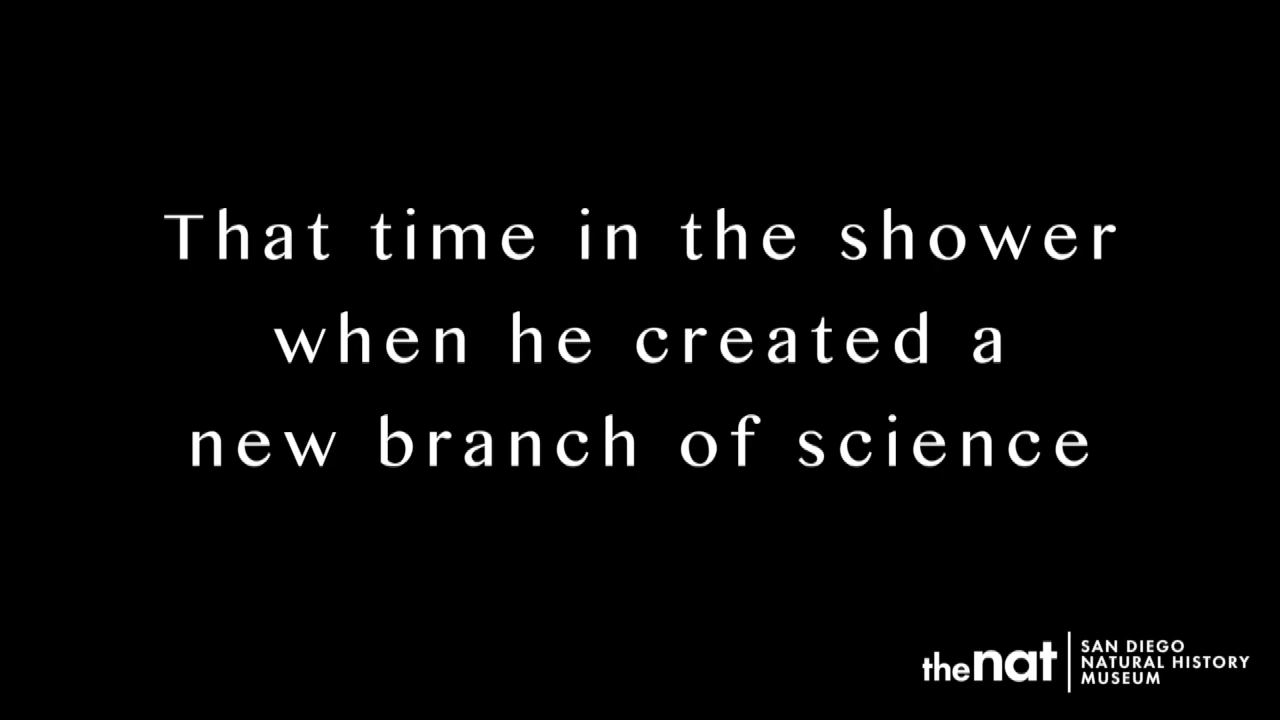 That time in the shower
when he created a
new branch of science
thenat
SAN DIEGO
NATURAL HISTORY
MUSEUM